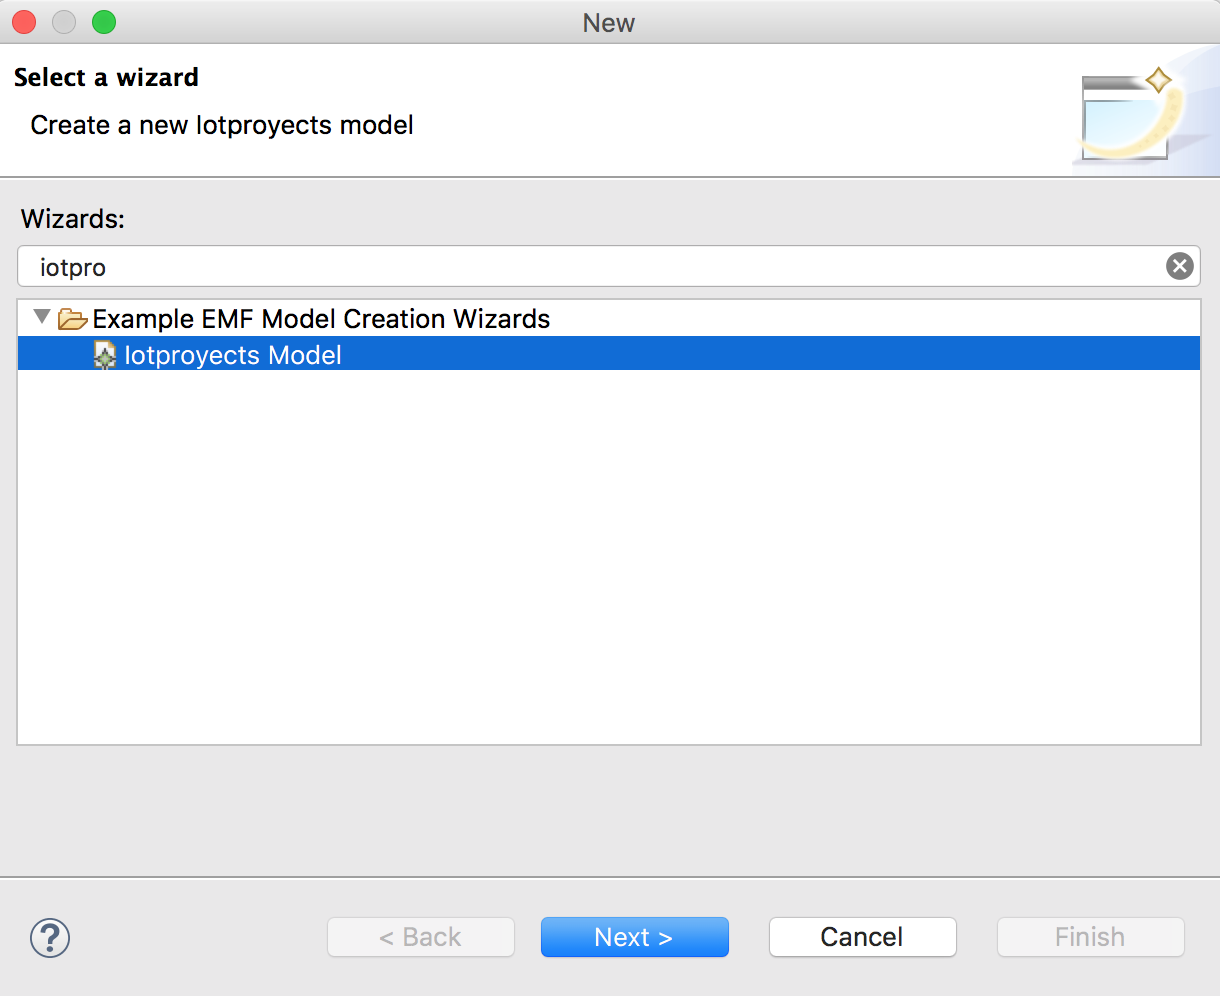 New
Select a wizard
Create a new Iotproyects model
Wizards:
iotpro
Example EMF Model Creation Wizards
Iotproyects Model
?
< Back
Next >
Cancel
Finish